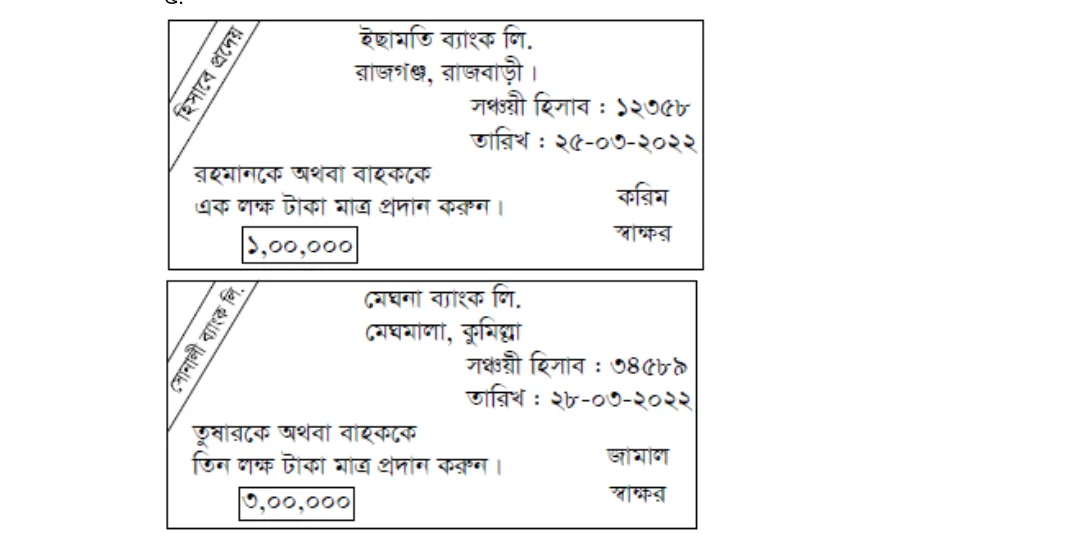 হিসাবে প্রদেয়
ইছামতি ব্যাংক লি.
রাজগঞ্জ, রাজবাড়ী।
সঞ্চয়ী হিসাব : ১২৩৫৮
তারিখ : ২৫-০৩-২০২২
রহমানকে অথবা বাহককে
এক লক্ষ টাকা মাত্র প্রদান করুন।
করিম
স্বাক্ষর
১,০০,০০০
সোনালী ব্যাংক লি.
মেঘনা ব্যাংক লি.
মেঘমালা, কুমিল্লা
সঞ্চয়ী হিসাব : ৩৪৫৮৯
তারিখ : ২৮-০৩-২০২২
তুষারকে অথবা বাহককে
তিন লক্ষ টাকা মাত্র প্রদান করুন।
জামাল
স্বাক্ষর
৩,০০,০০০